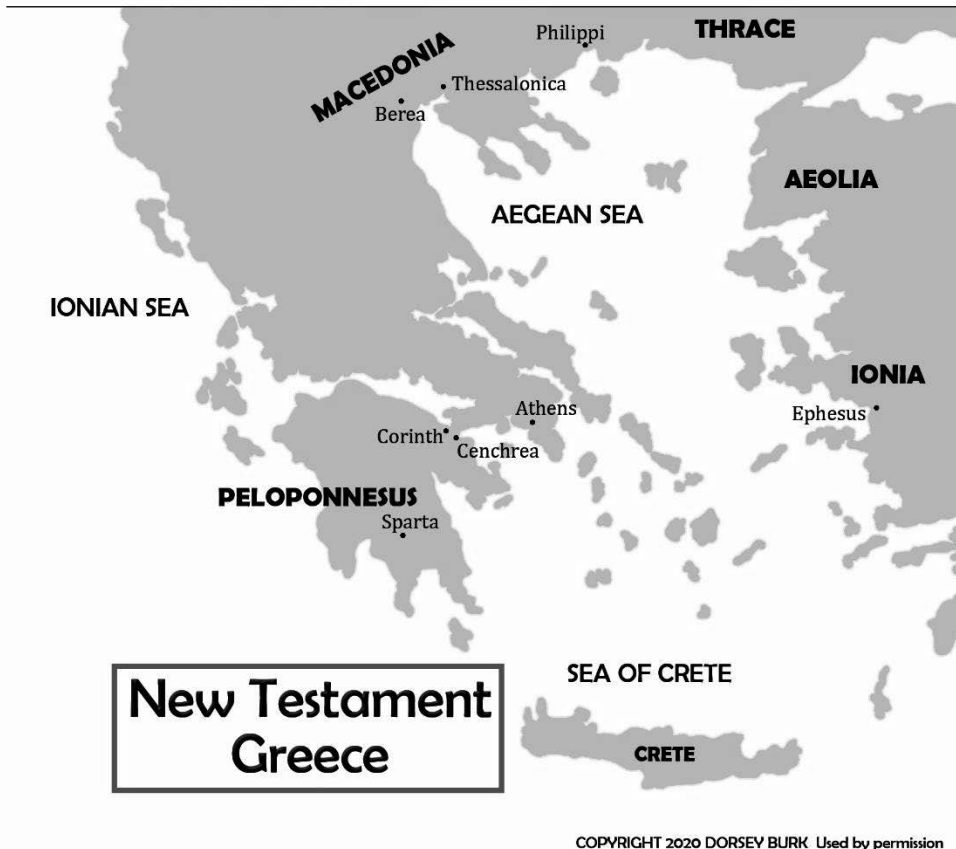 Philippi
THRACE
MACEDONIA
Thessalonica
Berea
AEOLIA
AEGEAN SEA
IONIAN SEA
IONIA
Athens
Ephesus
Corinth
Cenchrea
PELOPONNESUS
Sparta
SEA OF CRETE
New Testament
Greece
CRETE
COPYRIGHT 2020 DORSEY BURK Used by permission